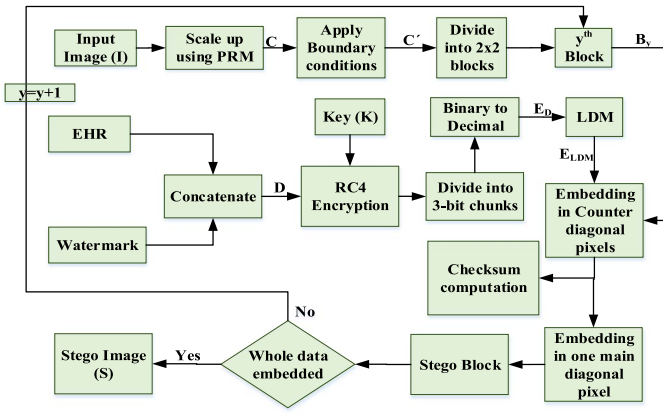 Input
Image (I)
Scale up
using PRM
C
Apply
Boundary
conditions
C´
Divide
into 2x2
blocks
yth
Block
By
y=y+1
EHR
Key (K)
Binary to
Decimal
ED
LDM
ELDM
Concatenate
D
RC4
Encryption
Divide into
3-bit chunks
Embedding
in Counter
diagonal
pixels
Watermark
Checksum
computation
No
Stego Image
(S)
Yes
Whole data
embedded
Stego Block
Embedding
in one main
diagonal
pixel